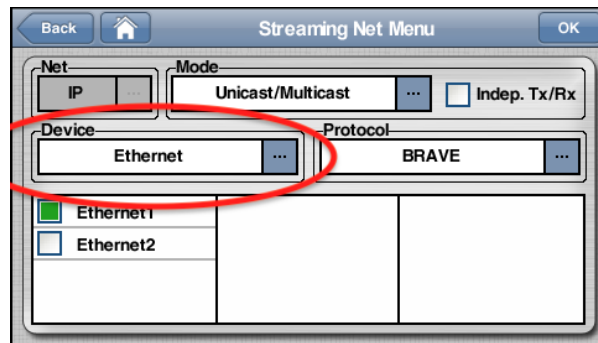 Back Streaming Net Menu OK
Net Mode
IP ... Unicast/Multicast ... Indep. Tx/Rx
Device Protocol
Ethernet ... BRAVE ...
Ethernet1
Ethernet2